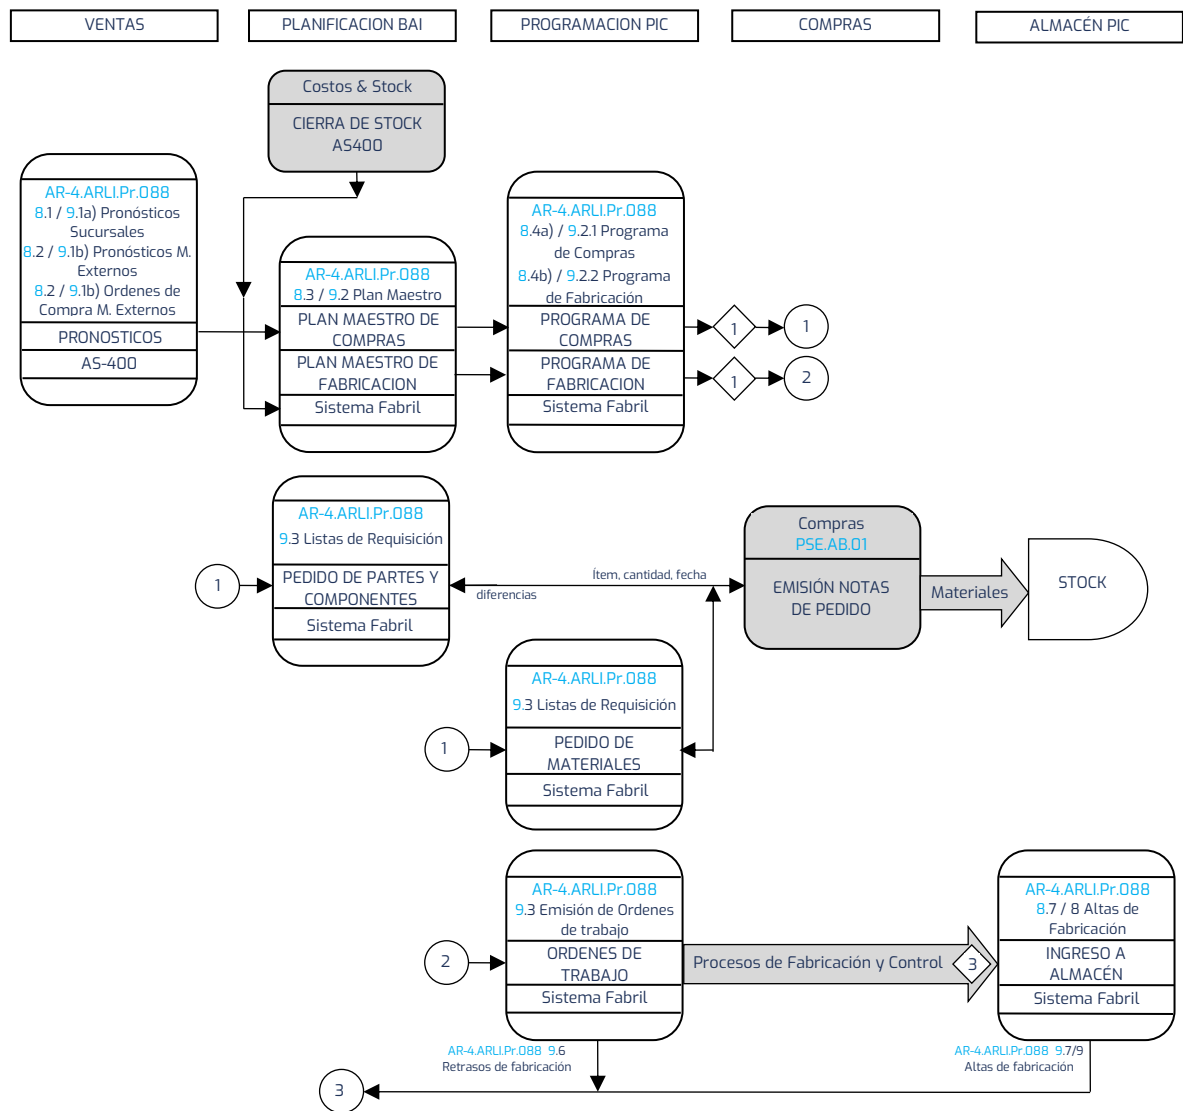 VENTAS
PLANIFICACION BAI
PROGRAMACION PIC
COMPRAS
ALMACÉN PIC
Costos & Stock
CIERRA DE STOCK
AS400
AR-4.ARLI.Pr.088
8.1 / 9.1a) Pronósticos
Sucursales
8.2 / 9.1b) Pronósticos M.
Externos
8.2 / 9.1b) Ordenes de
Compra M. Externos
PRONOSTICOS
AS-400
AR-4.ARLI.Pr.088
8.3 / 9.2 Plan Maestro
PLAN MAESTRO DE
COMPRAS
PLAN MAESTRO DE
FABRICACION
Sistema Fabril
AR-4.ARLI.Pr.088
8.4a) / 9.2.1 Programa
de Compras
8.4b) / 9.2.2 Programa
de Fabricación
PROGRAMA DE
COMPRAS
PROGRAMA DE
FABRICACION
Sistema Fabril
1
1
1
2
1
AR-4.ARLI.Pr.088
9.3 Listas de Requisición
PEDIDO DE PARTES Y
COMPONENTES
Sistema Fabril
Ítem, cantidad, fecha
diferencias
Compras
PSE.AB.01
EMISIÓN NOTAS
DE PEDIDO
Materiales
STOCK
1
AR-4.ARLI.Pr.088
9.3 Listas de Requisición
PEDIDO DE
MATERIALES
Sistema Fabril
2
AR-4.ARLI.Pr.088
9.3 Emisión de Ordenes
de trabajo
ORDENES DE
TRABAJO
Sistema Fabril
Procesos de Fabricación y Control
3
AR-4.ARLI.Pr.088
8.7 / 8 Altas de
Fabricación
INGRESO A
ALMACÉN
Sistema Fabril
AR-4.ARLI.Pr.088 9.6
Retrasos de fabricación
AR-4.ARLI.Pr.088 9.7/9
Altas de fabricación
3